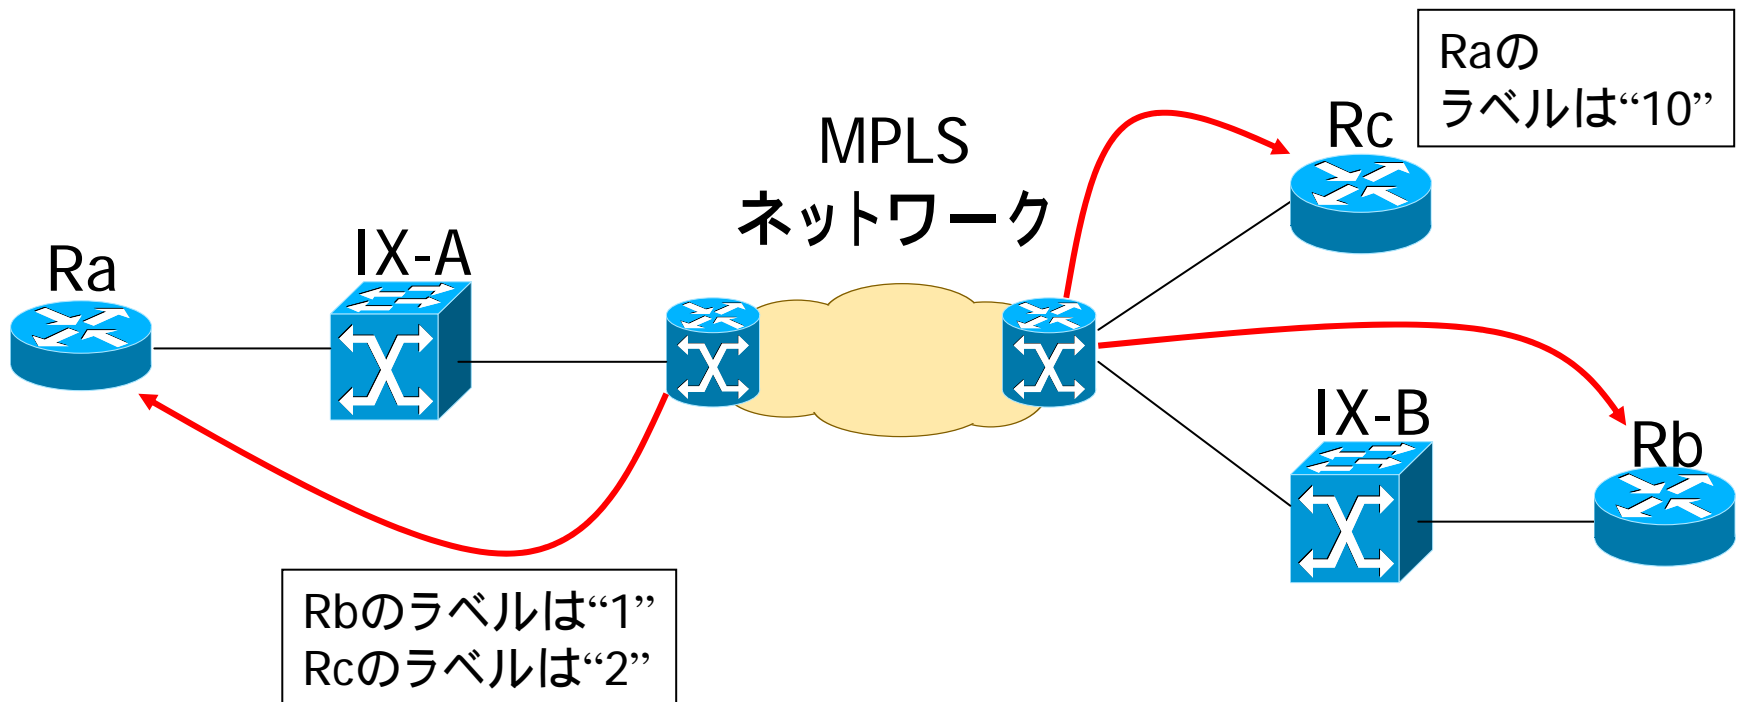 Raの
ラベルは“10”
Rc
MPLS
ネットワーク
IX-A
Ra
IX-B
Rb
Rbのラベルは“1”
Rcのラベルは“2”